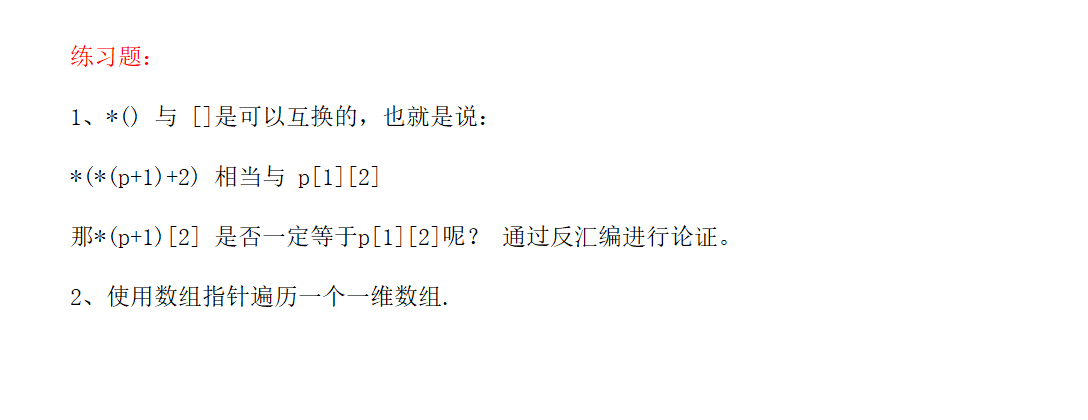 练习题：
1、*() 与 []是可以互换的，也就是说：
*(*(p+1)+2) 相当与 p[1][2]
那*(p+1)[2] 是否一定等于p[1][2]呢？ 通过反汇编进行论证。
2、使用数组指针遍历一个一维数组.